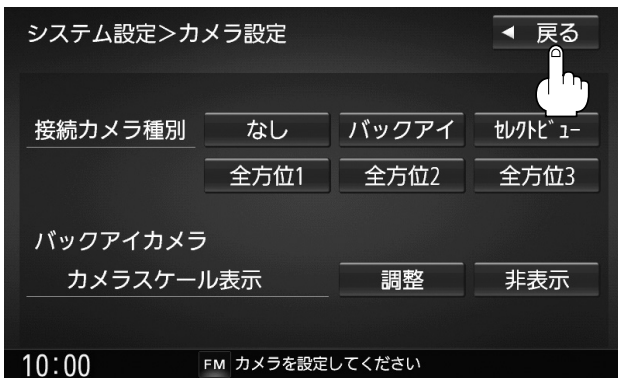 システム設定＞カメラ設定 ◀ 戻る
接続カメラ種別 なし バックアイ ｾﾚｸﾄﾋﾞｭｰ
全方位1 全方位2 全方位3
バックアイカメラ
カメラスケール表示 調整 非表示
10:00 FM カメラを設定してください